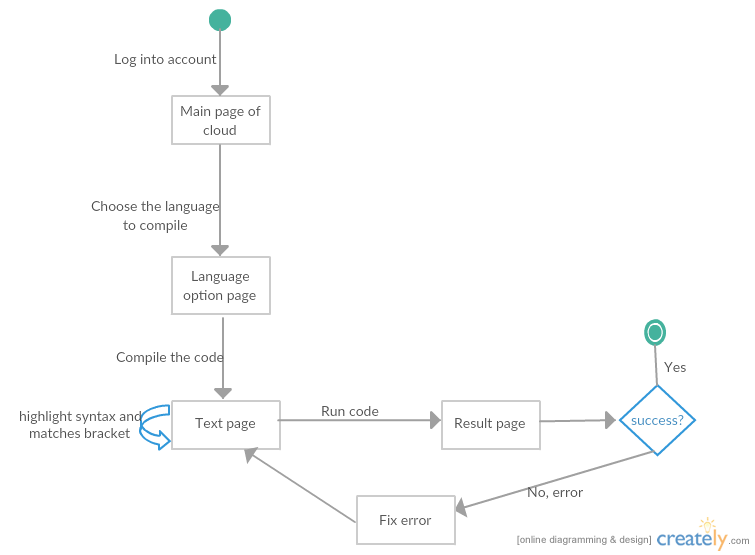 Log into account
Main page of
cloud
Choose the language
to compile
Language
option page
Compile the code
highlight syntax and
matches bracket
Text page
Run code
Result page
success?
Yes
No, error
Fix error
[online diagramming & design] creately.com